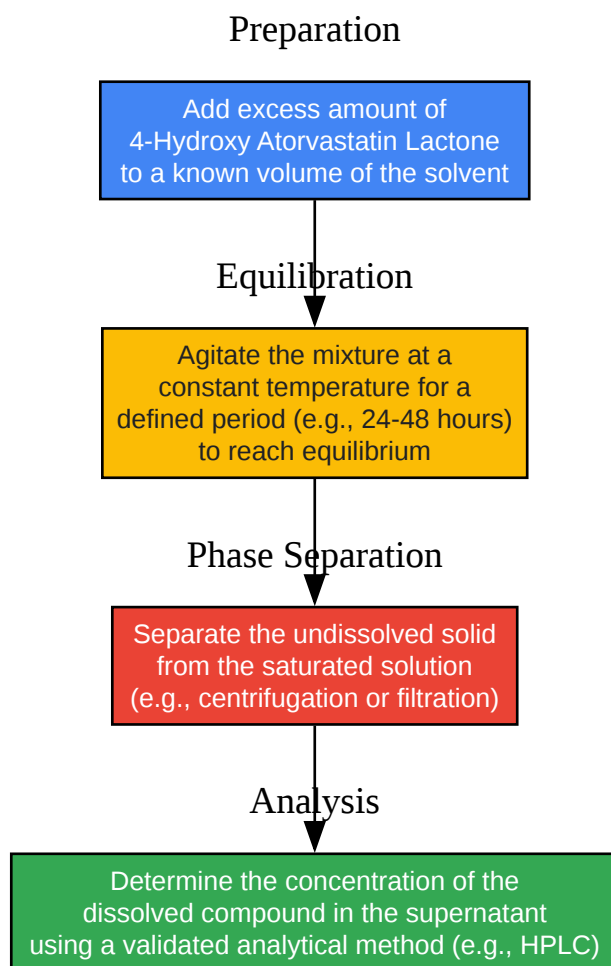 Preparation
Add excess amount of
4-Hydroxy Atorvastatin Lactone
to a known volume of the solvent
Equilibration
Agitate the mixture at a
constant temperature for a
defined period (e.g., 24-48 hours)
to reach equilibrium
Phase Separation
Separate the undissolved solid
from the saturated solution
(e.g., centrifugation or filtration)
Analysis
Determine the concentration of the
dissolved compound in the supernatant
using a validated analytical method (e.g., HPLC)